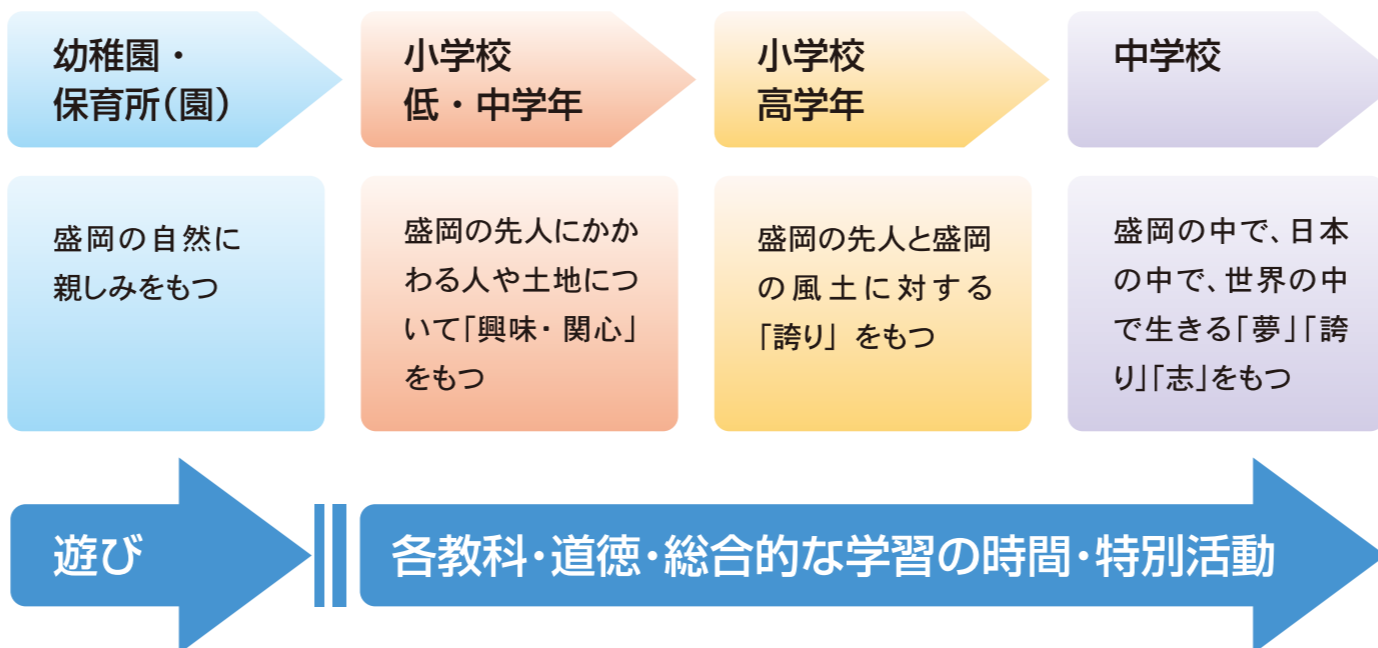 幼稚園・
保育所(園)
小学校
低・中学年
小学校
高学年
中学校
盛岡の自然に
親しみをもつ
盛岡の先人にかか
わる人や土地につ
いて「興味・関心」
をもつ
盛岡の先人と盛岡
の風土に対する
「誇り」をもつ
盛岡の中で、日本
の中で、世界の中
で生きる「夢」「誇
り」「志」をもつ
遊び
各教科・道徳・総合的な学習の時間・特別活動